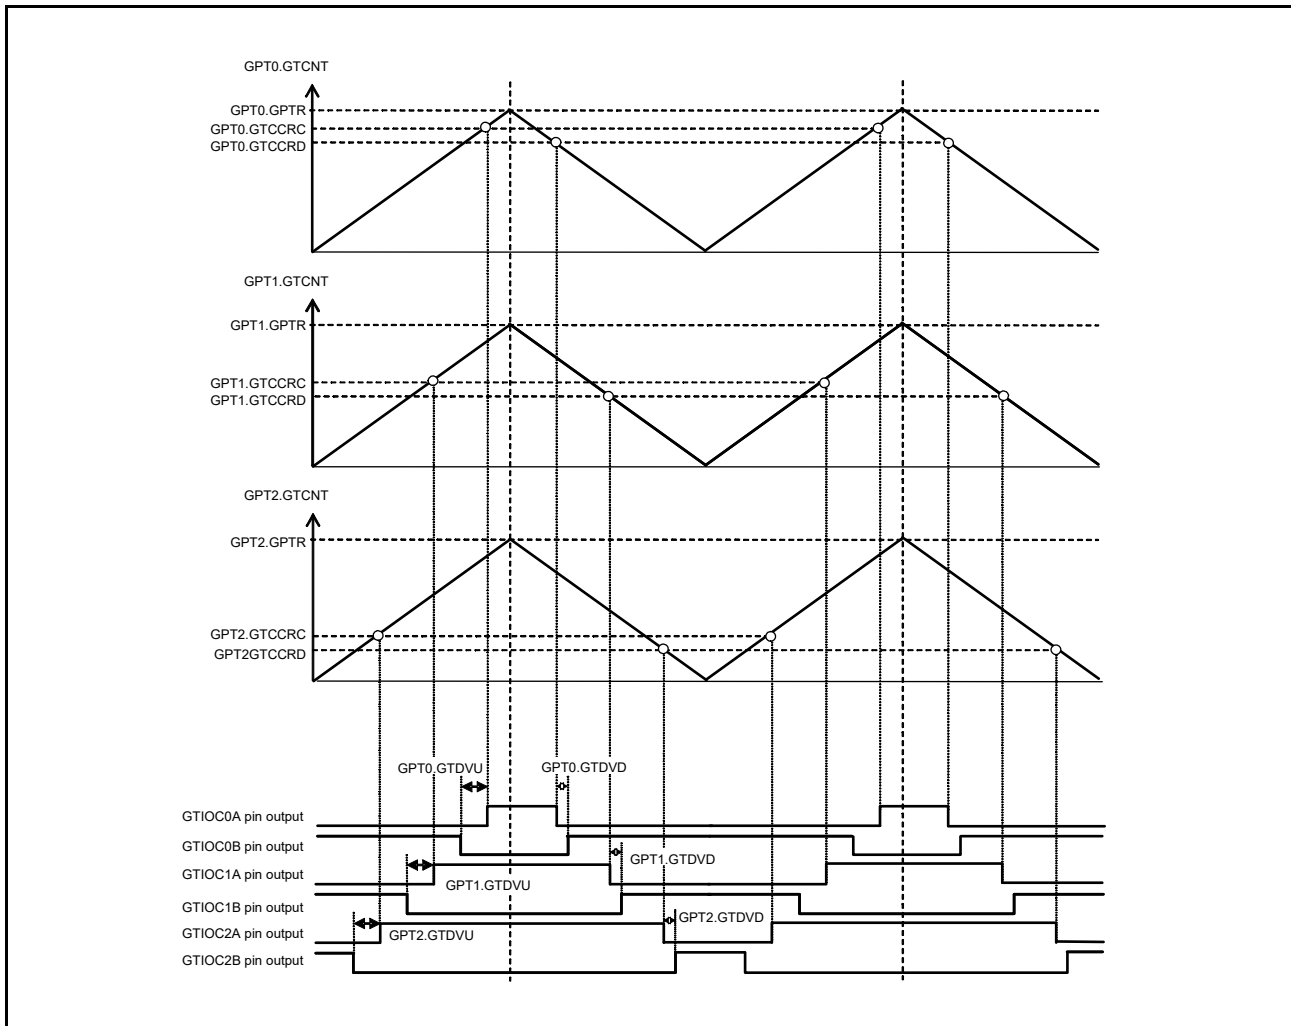 GPT0.GTCNT
GPT0.GPTR
GPT0.GTCCRC
GPT0.GTCCRD
GPT1.GTCNT
GPT1.GPTR
GPT1.GTCCRC
GPT1.GTCCRD
GPT2.GTCNT
GPT2.GPTR
GPT2.GTCCRC
GPT2GTCCRD
GPT0.GTDVU
GPT0.GTDVD
GTIOC0A pin output
GTIOC0B pin output
GPT1.GTDVD
GTIOC1A pin output
GPT1.GTDVU
GTIOC1B pin output
GPT2.GTDVD
GTIOC2A pin output
GPT2.GTDVU
GTIOC2B pin output